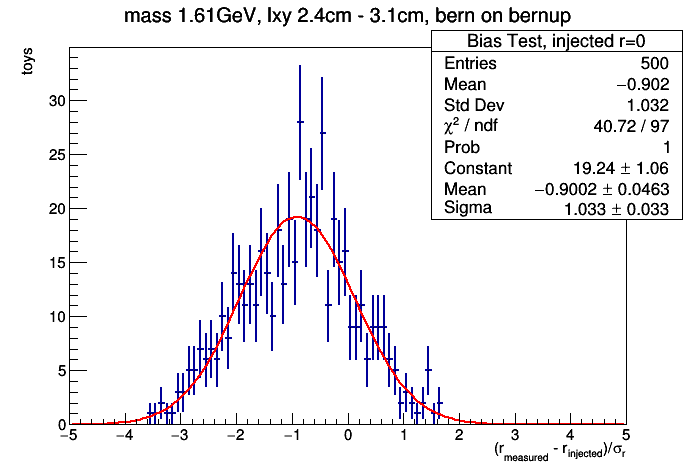 mass 1.61GeV, lxy 2.4cm - 3.1cm, bern on bernup
Bias Test, injected r=0
Entries 500
Mean −0.902
Std Dev 1.032
χ² / ndf 40.72 / 97
Prob 1
Constant 19.24 ± 1.06
Mean −0.9002 ± 0.0463
Sigma 1.033 ± 0.033
toys
30
25
20
15
10
5
0
−5 −4 −3 −2 −1 0 1 2 3 4 5
(r_measured - r_injected)/σ_r